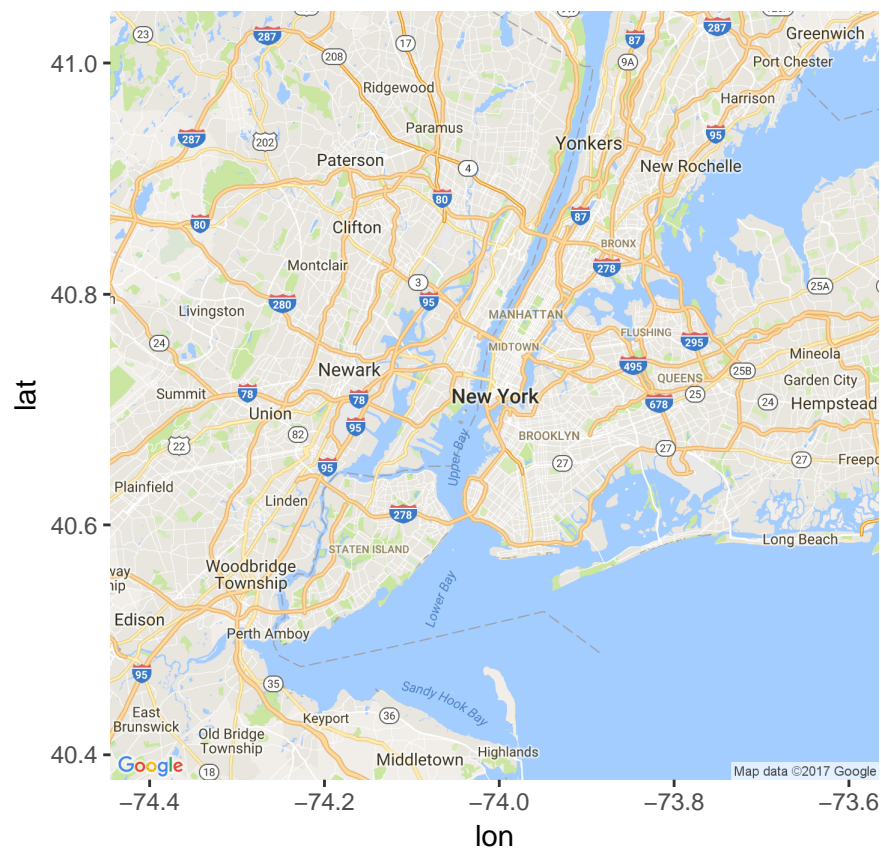 287
87
287
Greenwich
23
17
208
9A
Port Chester
41.0
Ridgewood
Harrison
Paramus
95
287
202
Yonkers
Paterson
4
New Rochelle
80
80
87
Clifton
BRONX
Montclair
278
3
25A
40.8
280
95
Livingston
MANHATTAN
FLUSHING
24
MIDTOWN
295
Mineola
Newark
495
25B
QUEENS
Garden City
Summit
78
78
New York
25
24
Hempstead
678
Union
95
82
BROOKLYN
22
27
Upper Bay
95
27
27
Freepo
Plainfield
Linden
lat
40.6
278
STATEN ISLAND
Long Beach
way
hip
Woodbridge
Township
Lower Bay
Edison
Perth Amboy
95
35
Sandy Hook Bay
East
Brunswick
Keyport
36
Old Bridge
Township
Highlands
40.4
Google
18
Middletown
Map data ©2017 Google
−74.4
−74.2
−74.0
−73.8
−73.6
lon